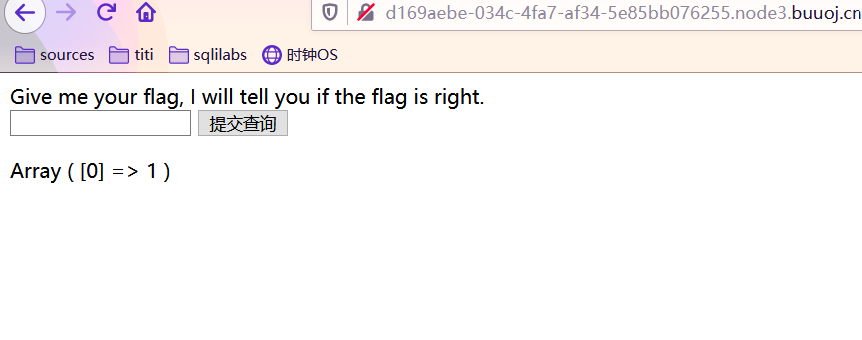 d169aebe-034c-4fa7-af34-5e85bb076255.node3.buuoj.cn
sources titi sqlilabs 时钟OS
Give me your flag, I will tell you if the flag is right.
提交查询
Array ( [0] => 1 )